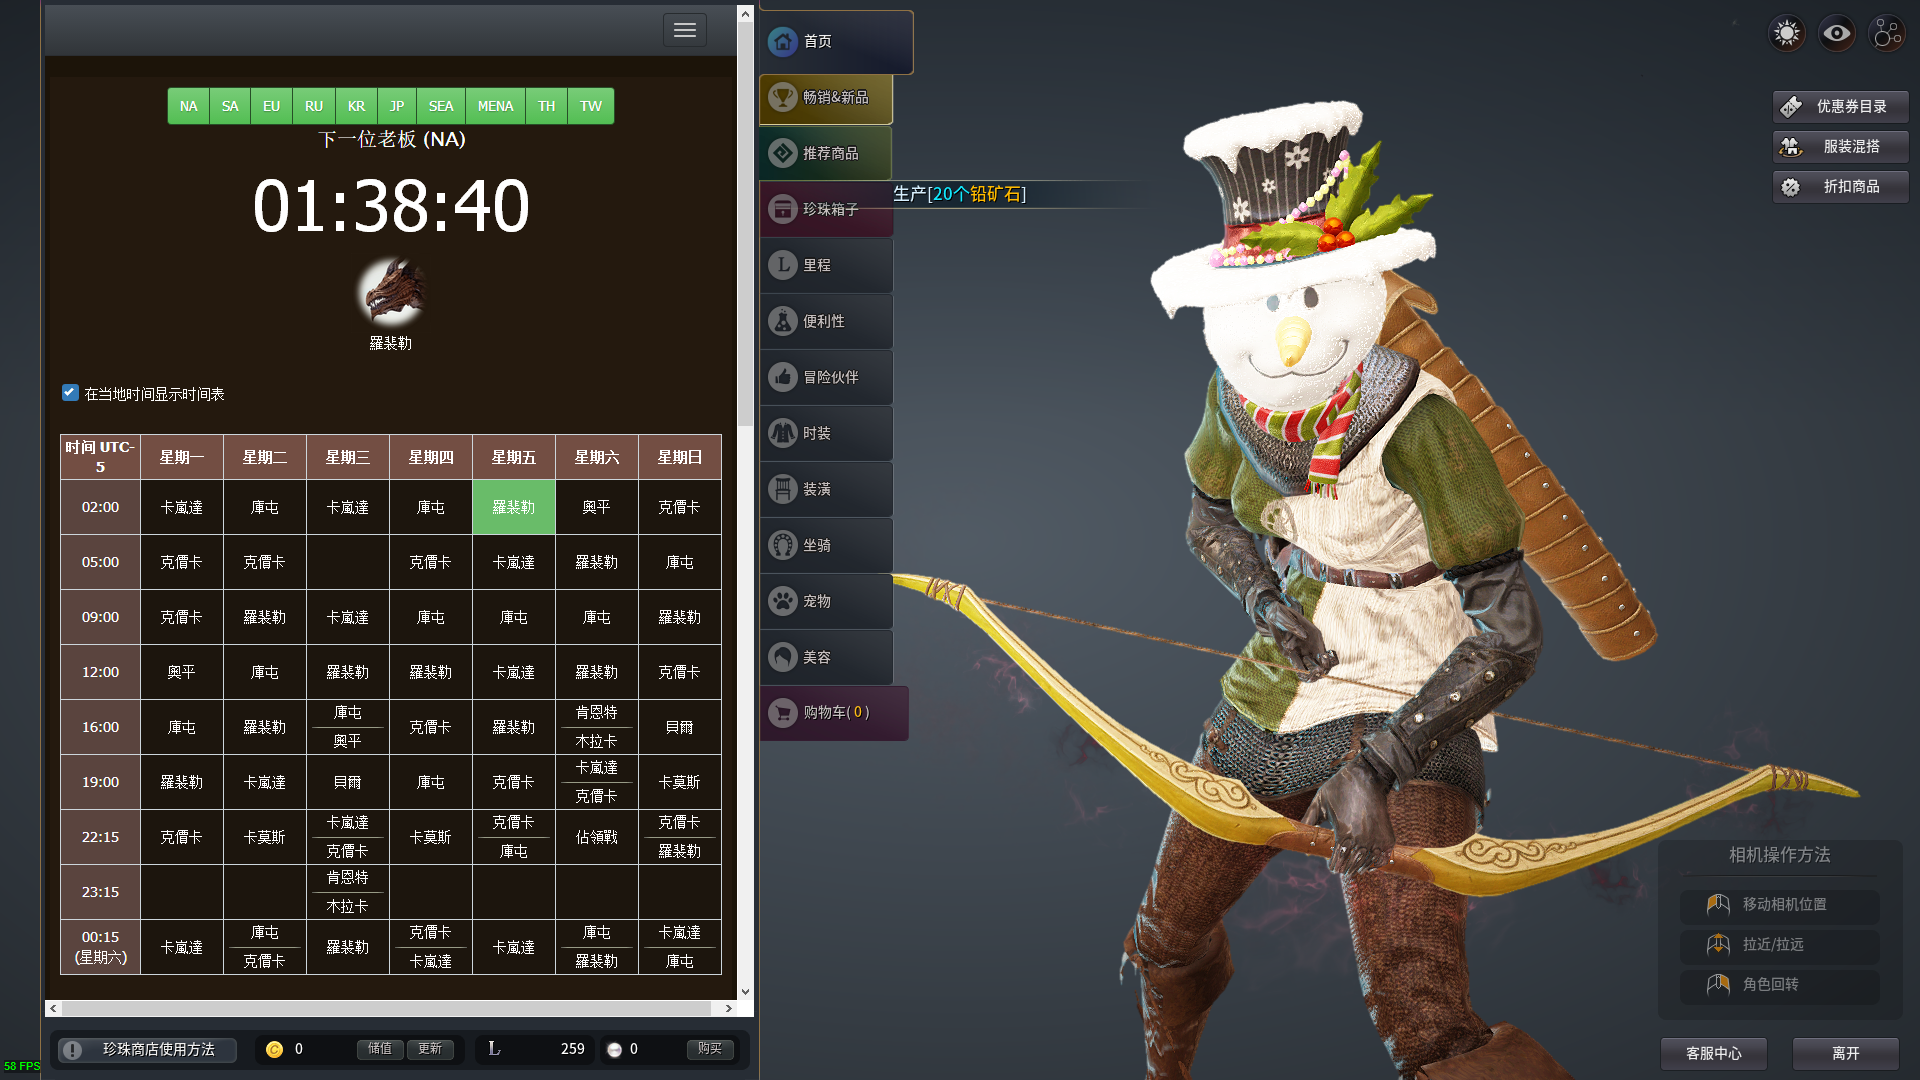 NA SA EU RU KR JP SEA MENA TH TW
下一位老板 (NA)
01:38:40
羅裴勒
在当地时间显示时间表
时间 UTC-5 星期一 星期二 星期三 星期四 星期五 星期六 星期日
02:00 卡嵐達 庫屯 卡嵐達 庫屯 羅裴勒 奧平 克價卡
05:00 克價卡 克價卡 克價卡 卡嵐達 羅裴勒 庫屯
09:00 克價卡 羅裴勒 卡嵐達 庫屯 庫屯 庫屯 羅裴勒
12:00 奧平 庫屯 羅裴勒 羅裴勒 卡嵐達 羅裴勒 克價卡
16:00 庫屯 羅裴勒 庫屯 奧平 克價卡 羅裴勒 肯恩特 木拉卡 貝爾
19:00 羅裴勒 卡嵐達 貝爾 庫屯 克價卡 卡嵐達 克價卡 卡莫斯
22:15 克價卡 卡莫斯 卡嵐達 克價卡 卡莫斯 克價卡 庫屯 佔領戰 克價卡 羅裴勒
23:15 肯恩特 木拉卡
00:15 (星期六) 卡嵐達 庫屯 克價卡 羅裴勒 克價卡 卡嵐達 卡嵐達 庫屯 羅裴勒 卡嵐達 庫屯
珍珠商店使用方法 0 储值 更新 L 259 0 购买
58 FPS
首页
畅销&新品
推荐商品
珍珠箱子
里程
便利性
冒险伙伴
时装
装潢
坐骑
宠物
美容
购物车( 0 )
生产[20个铅矿石]
优惠券目录
服装混搭
折扣商品
相机操作方法
移动相机位置
拉近/拉远
角色回转
客服中心 离开